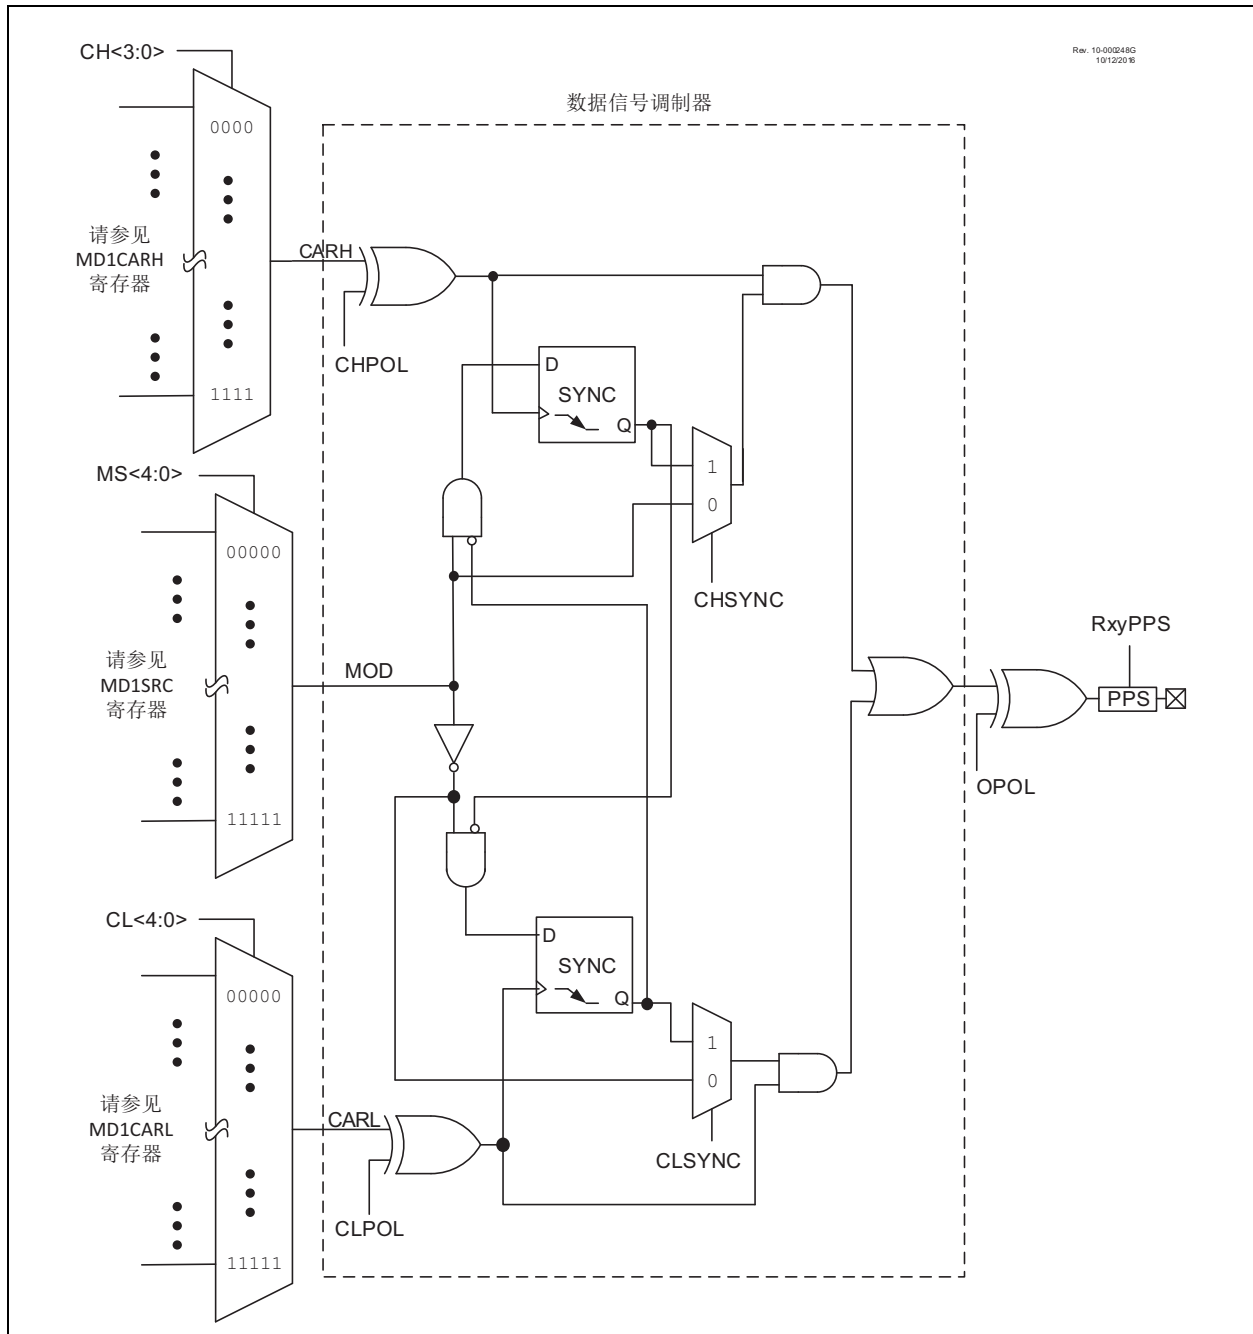 CH<3:0>
Rev. 10-000248G
10/12/2016
数据信号调制器
0000
请参见
MD1CARH
寄存器
CARH
CHPOL
D
SYNC
Q
1111
1
0
MS<4:0>
00000
CHSYNC
RxyPPS
请参见
MD1SRC
寄存器
MOD
PPS
OPOL
11111
CL<4:0>
D
SYNC
Q
00000
1
0
请参见
MD1CARL
寄存器
CARL
CLSYNC
CLPOL
11111